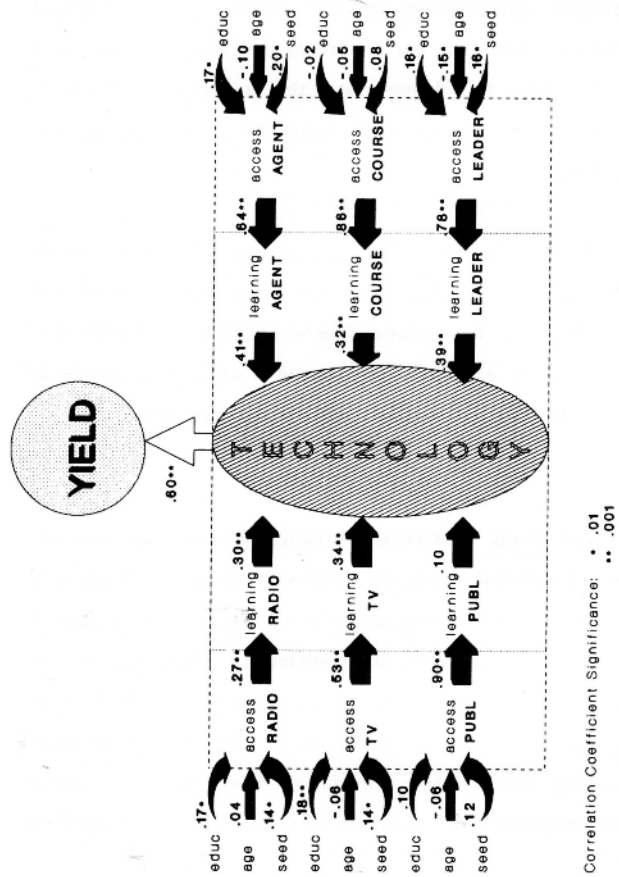 YIELD
.60**
TECHNOLOGY
educ .17*
age .04
seed .14*
access RADIO
.27**
learning RADIO
.30**
educ .18**
age -.06
seed .14*
access TV
.53**
learning TV
.34**
educ .10
age -.06
seed .12
access PUBL
.90**
learning PUBL
.10
.41**
learning AGENT
.64**
access AGENT
.17* educ
-.10 age
.20* seed
.32**
learning COURSE
.86**
access COURSE
-.02 educ
-.05 age
.08 seed
.39**
learning LEADER
.78**
access LEADER
.16* educ
-.15* age
.16* seed
Correlation Coefficient Significance: * .01
** .001